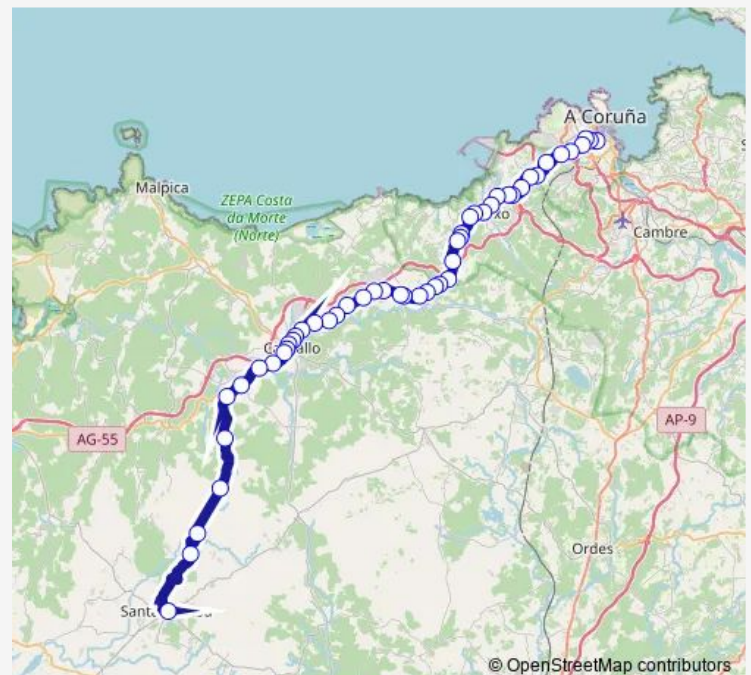 A Coruña
Malpica
ZEPA Costa
da Morte
(Norte)
Cambre
AG-55
AP-9
Ordes
© OpenStreetMap contributors